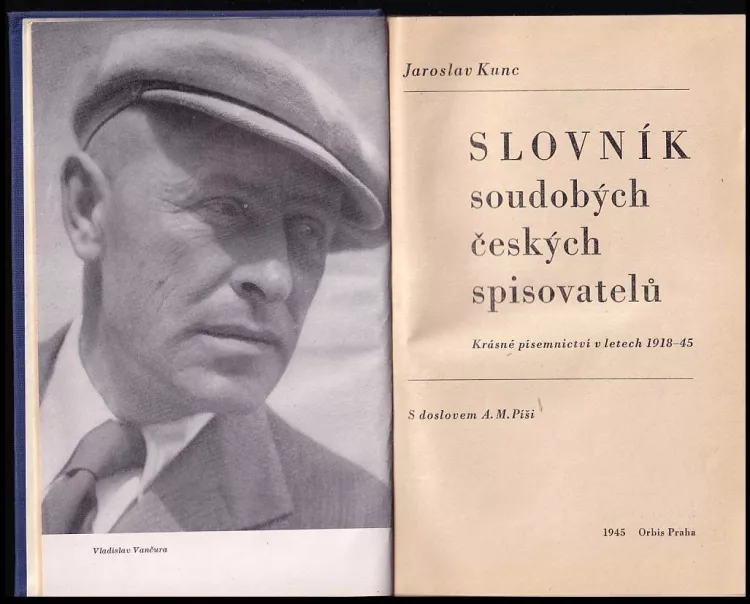 Vladislav Vančura
Jaroslav Kunc
SLOVNÍK
soudobých
českých
spisovatelů
Krásné písemnictví v letech 1918-45
S doslovem A. M. Píši
1945 Orbis Praha